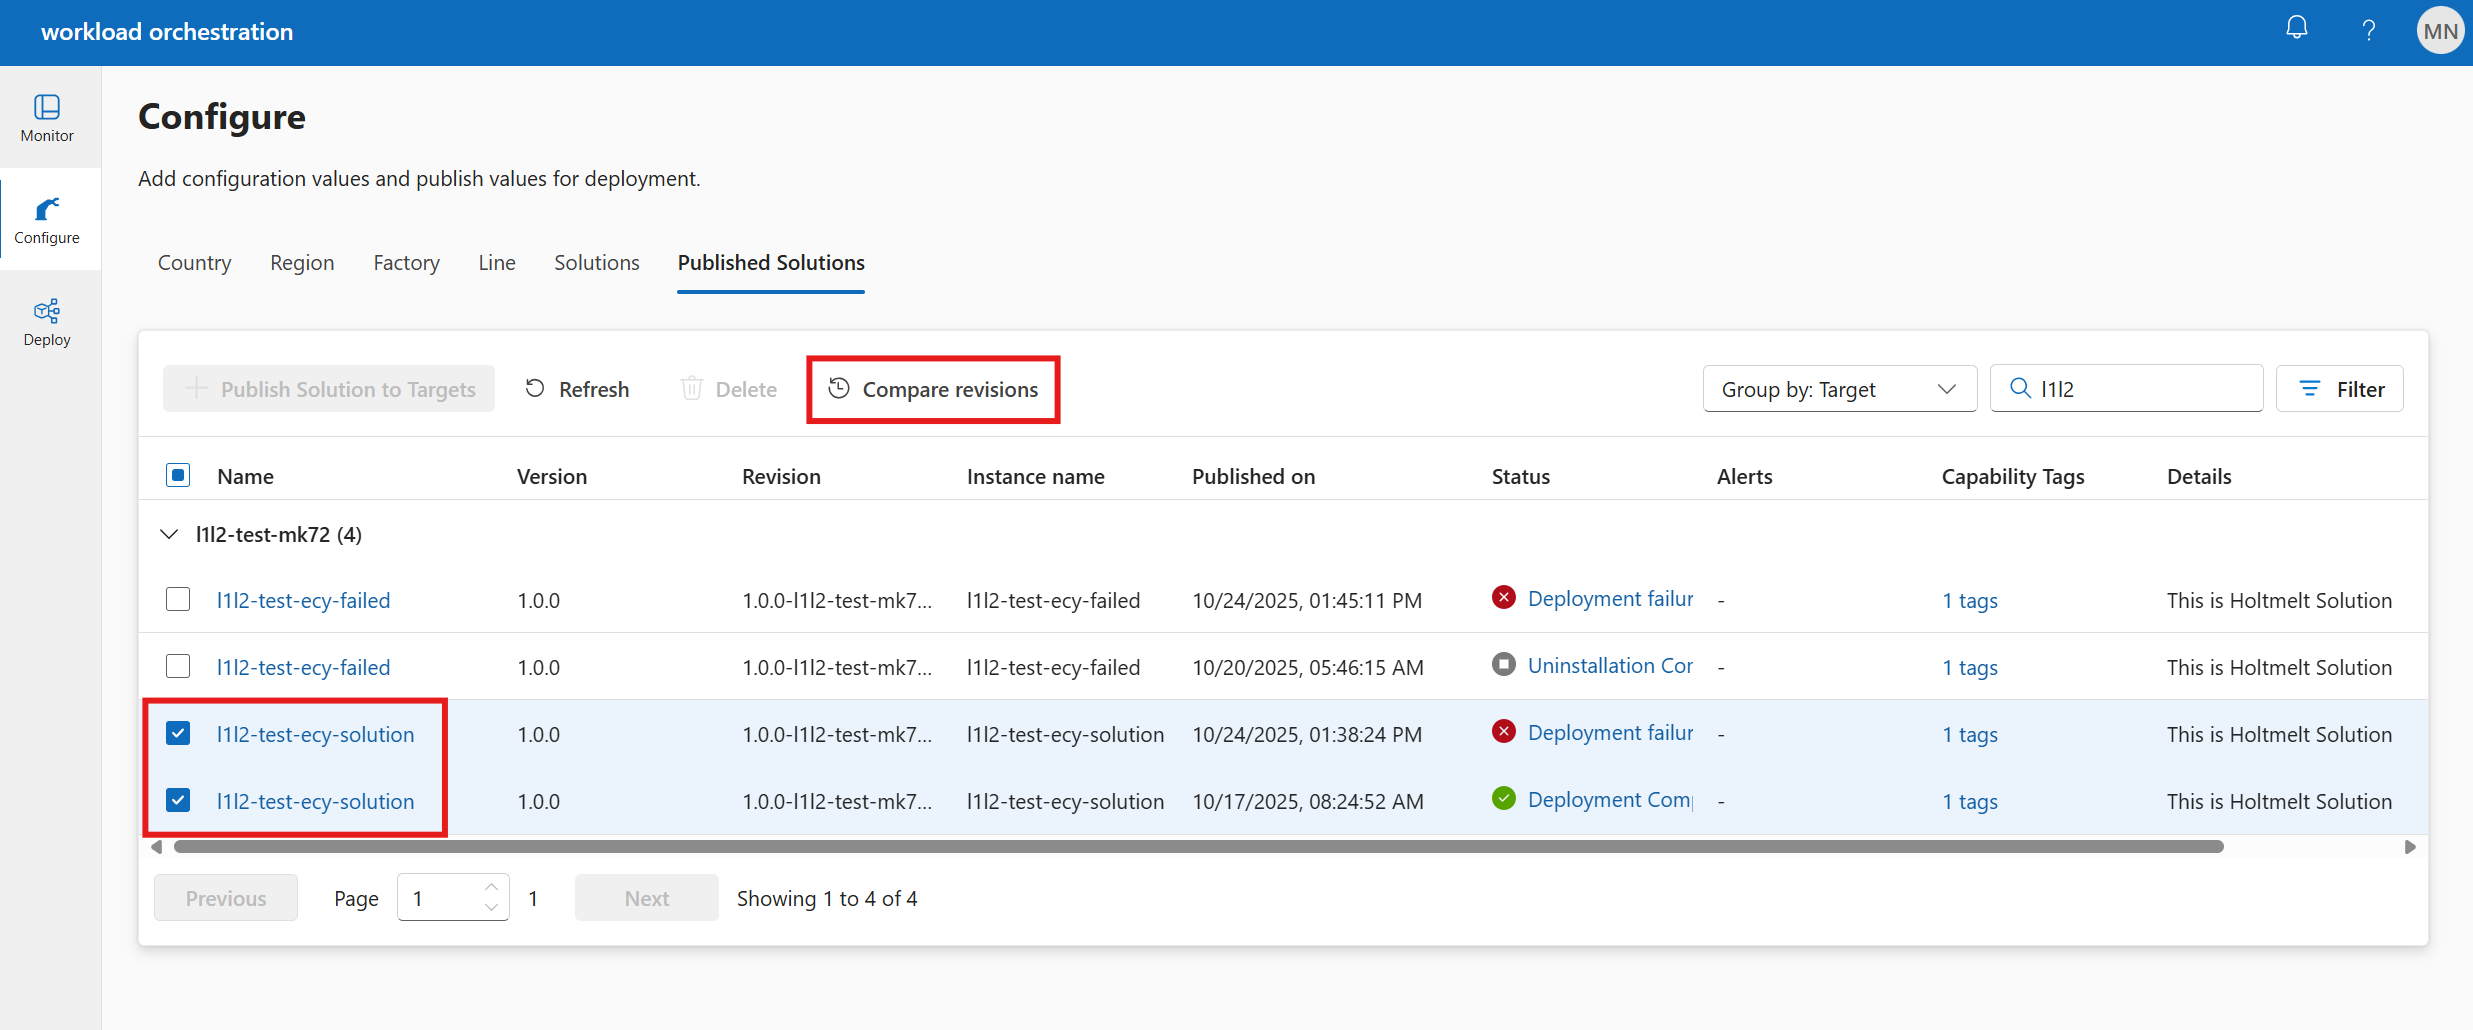 workload orchestration
MN
Monitor
Configure
Deploy
Configure
Add configuration values and publish values for deployment.
Country Region Factory Line Solutions Published Solutions
Publish Solution to Targets Refresh Delete Compare revisions Group by: Target l1l2 Filter
Name Version Revision Instance name Published on Status Alerts Capability Tags Details
l1l2-test-mk72 (4)
l1l2-test-ecy-failed 1.0.0 1.0.0-l1l2-test-mk7... l1l2-test-ecy-failed 10/24/2025, 01:45:11 PM Deployment failur - 1 tags This is Holtmelt Solution
l1l2-test-ecy-failed 1.0.0 1.0.0-l1l2-test-mk7... l1l2-test-ecy-failed 10/20/2025, 05:46:15 AM Uninstallation Cor - 1 tags This is Holtmelt Solution
l1l2-test-ecy-solution 1.0.0 1.0.0-l1l2-test-mk7... l1l2-test-ecy-solution 10/24/2025, 01:38:24 PM Deployment failur - 1 tags This is Holtmelt Solution
l1l2-test-ecy-solution 1.0.0 1.0.0-l1l2-test-mk7... l1l2-test-ecy-solution 10/17/2025, 08:24:52 AM Deployment Comp - 1 tags This is Holtmelt Solution
Previous Page 1 1 Next Showing 1 to 4 of 4